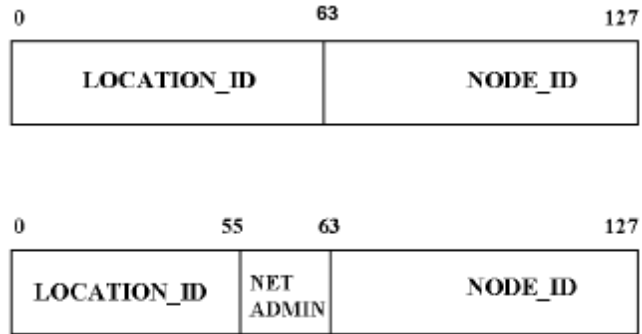 0 63 127
LOCATION_ID NODE_ID
0 55 63 127
LOCATION_ID NET ADMIN NODE_ID